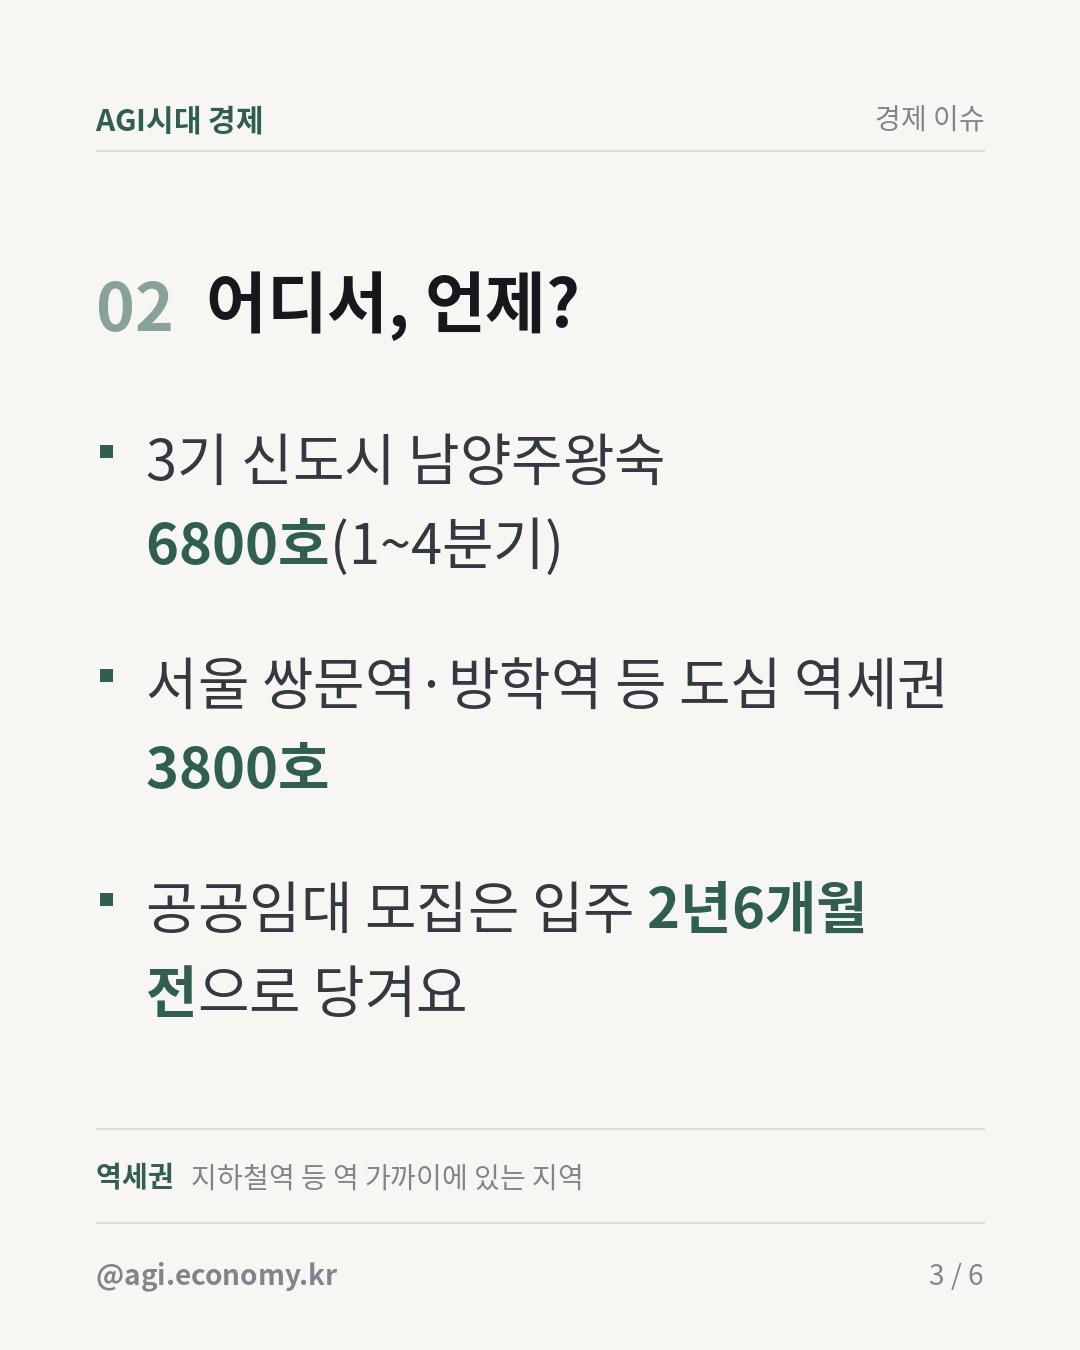 AGI시대 경제
경제 이슈
02 어디서, 언제?
▪ 3기 신도시 남양주왕숙
6800호(1~4분기)
▪ 서울 쌍문역·방학역 등 도심 역세권
3800호
▪ 공공임대 모집은 입주 2년6개월
전으로 당겨요
역세권 지하철역 등 역 가까이에 있는 지역
@agi.economy.kr
3 / 6